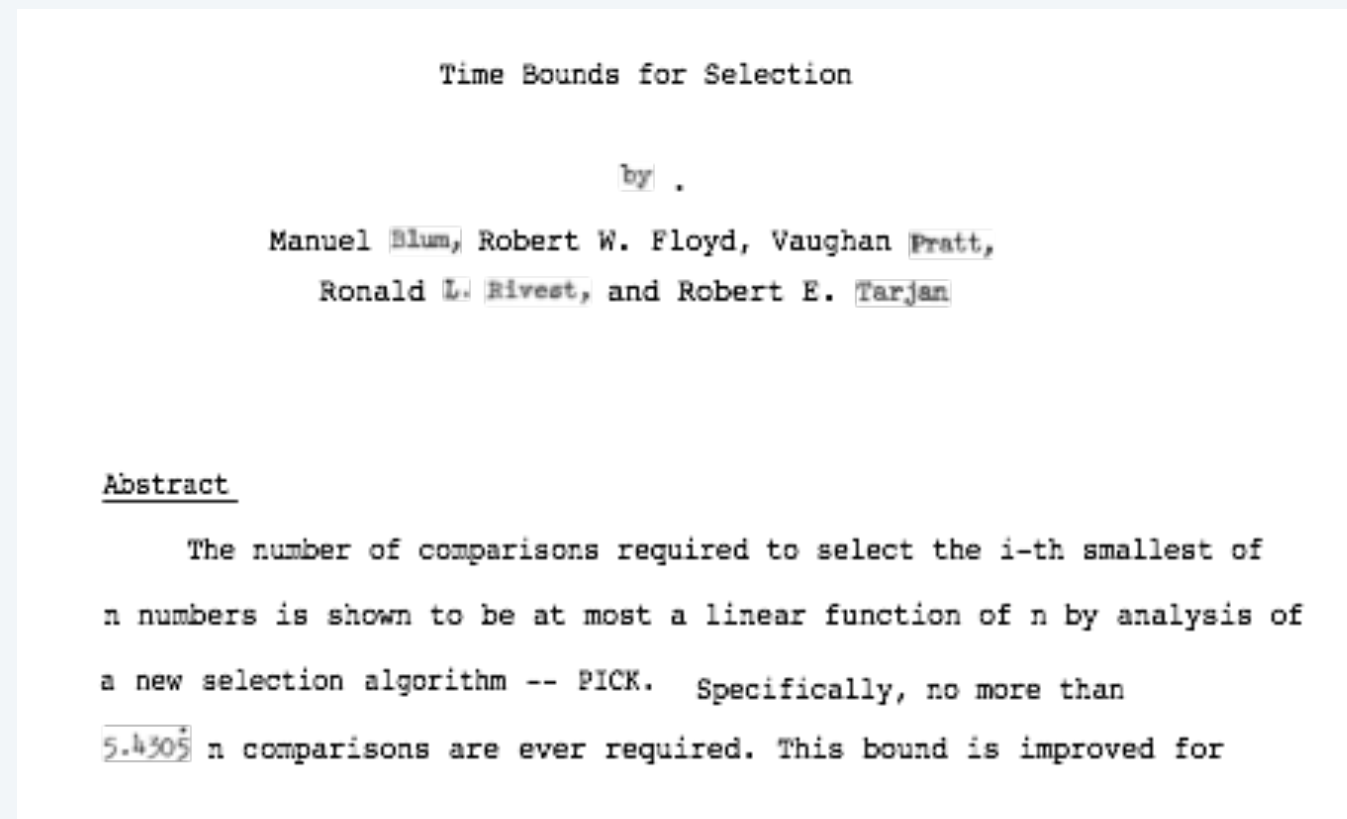 Time Bounds for Selection
by .
Manuel Blum, Robert W. Floyd, Vaughan Pratt,
Ronald L. Rivest, and Robert E. Tarjan
Abstract
The number of comparisons required to select the i-th smallest of
n numbers is shown to be at most a linear function of n by analysis of
a new selection algorithm -- PICK. Specifically, no more than
5.4305 n comparisons are ever required. This bound is improved for